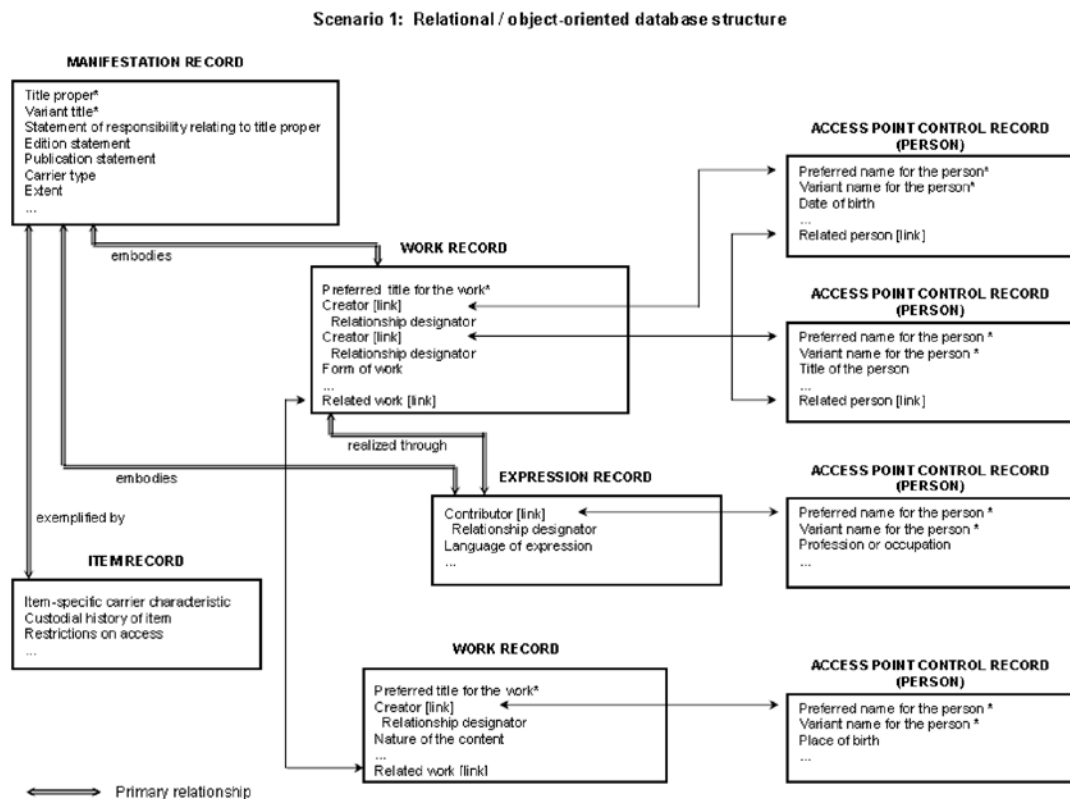 Scenario 1: Relational / object-oriented database structure
MANIFESTATION RECORD
Title proper*
Variant title*
Statement of responsibility relating to title proper
Edition statement
Publication statement
Carrier type
Extent
...
embodies
WORK RECORD
Preferred title for the work*
Creator [link]
Relationship designator
Creator [link]
Relationship designator
Form of work
...
Related work [link]
realized through
embodies
EXPRESSION RECORD
Contributor [link]
Relationship designator
Language of expression
...
exemplified by
ITEM RECORD
Item-specific carrier characteristic
Custodial history of item
Restrictions on access
...
WORK RECORD
Preferred title for the work*
Creator [link]
Relationship designator
Nature of the content
...
Related work [link]
ACCESS POINT CONTROL RECORD
(PERSON)
Preferred name for the person*
Variant name for the person*
Date of birth
...
Related person [link]
ACCESS POINT CONTROL RECORD
(PERSON)
Preferred name for the person *
Variant name for the person *
Title of the person
...
Related person [link]
ACCESS POINT CONTROL RECORD
(PERSON)
Preferred name for the person *
Variant name for the person *
Profession or occupation
...
ACCESS POINT CONTROL RECORD
(PERSON)
Preferred name for the person *
Variant name for the person *
Place of birth
...
Primary relationship